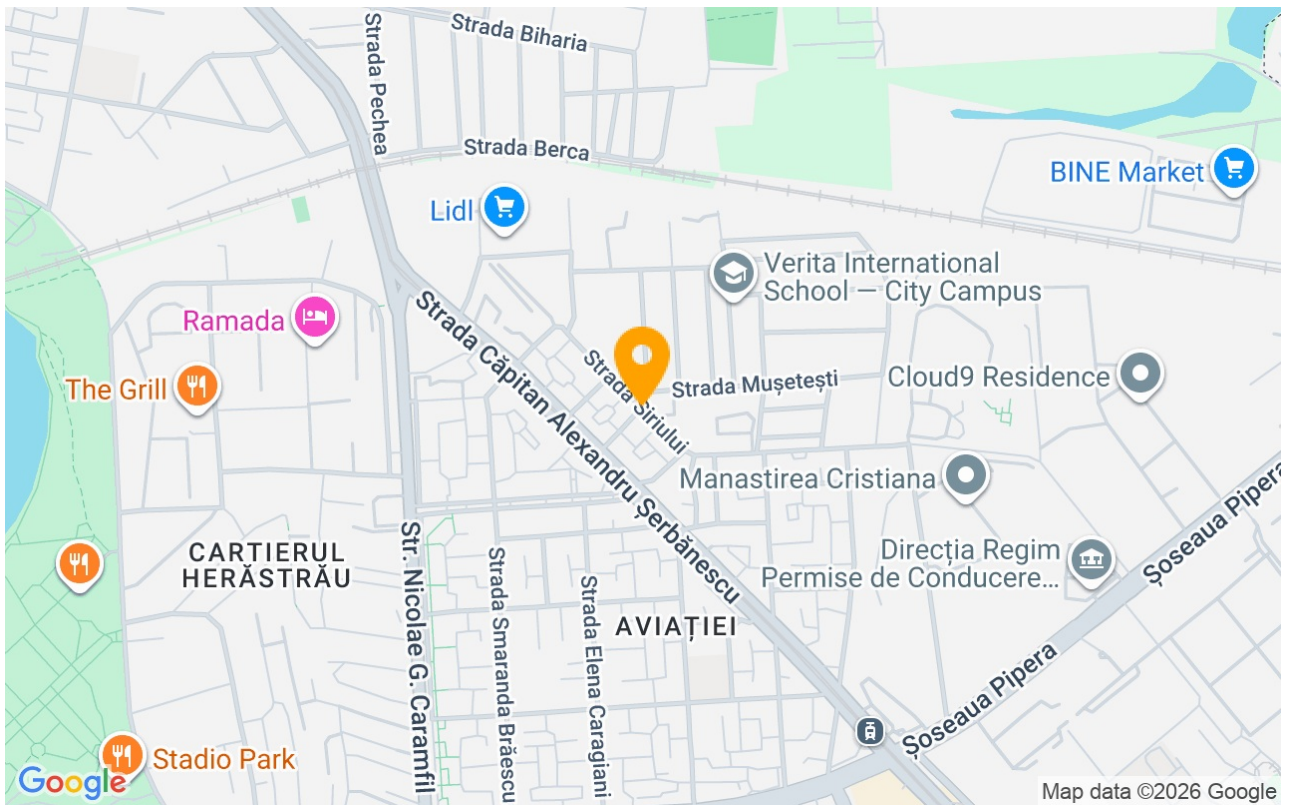 Strada Biharia
Strada Pechea
Strada Berca
BINE Market
Lidl
Verita International
School — City Campus
Ramada
Strada Căpitan Alexandru Șerbănescu
Strada Siriului
Strada Mușetești
Cloud9 Residence
The Grill
Manastirea Cristiana
Șoseaua Pipera
CARTIERUL
HERĂSTRĂU
Str. Nicolae G. Caramfil
Strada Smaranda Brăescu
Strada Elena Caragiani
Direcția Regim
Permise de Conducere...
AVIAȚIEI
Șoseaua Pipera
Stadio Park
Google
Map data ©2026 Google